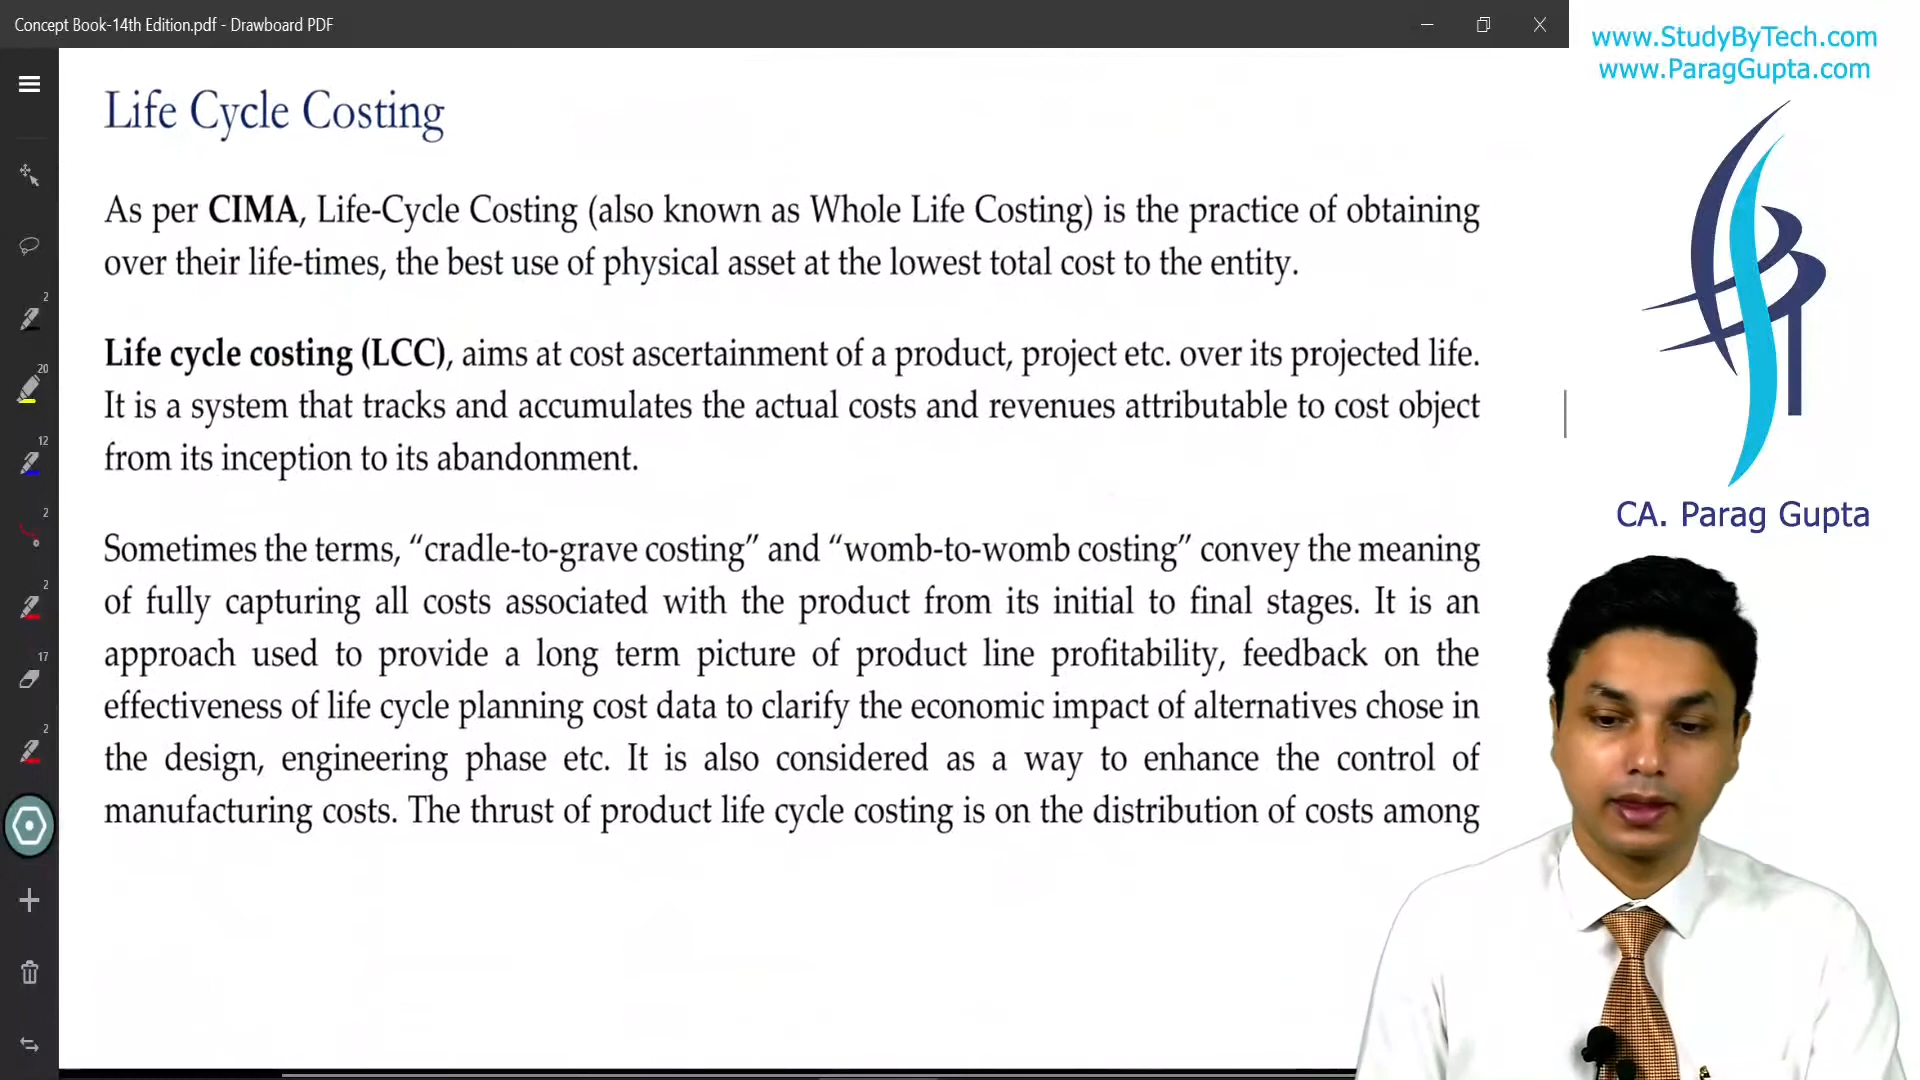 Concept Book-14th Edition.pdf - Drawboard PDF
www.StudyByTech.com
www.ParagGupta.com
Life Cycle Costing
As per CIMA, Life-Cycle Costing (also known as Whole Life Costing) is the practice of obtaining
over their life-times, the best use of physical asset at the lowest total cost to the entity.
Life cycle costing (LCC), aims at cost ascertainment of a product, project etc. over its projected life.
It is a system that tracks and accumulates the actual costs and revenues attributable to cost object
from its inception to its abandonment.
CA. Parag Gupta
Sometimes the terms, “cradle-to-grave costing” and “womb-to-womb costing” convey the meaning
of fully capturing all costs associated with the product from its initial to final stages. It is an
approach used to provide a long term picture of product line profitability, feedback on the
effectiveness of life cycle planning cost data to clarify the economic impact of alternatives chose in
the design, engineering phase etc. It is also considered as a way to enhance the control of
manufacturing costs. The thrust of product life cycle costing is on the distribution of costs among
2
20
12
2
2
17
2